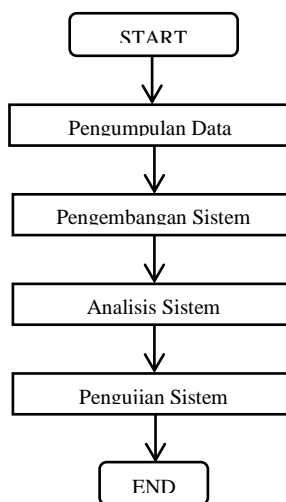 START
Pengumpulan Data
Pengembangan Sistem
Analisis Sistem
Pengujian Sistem
END